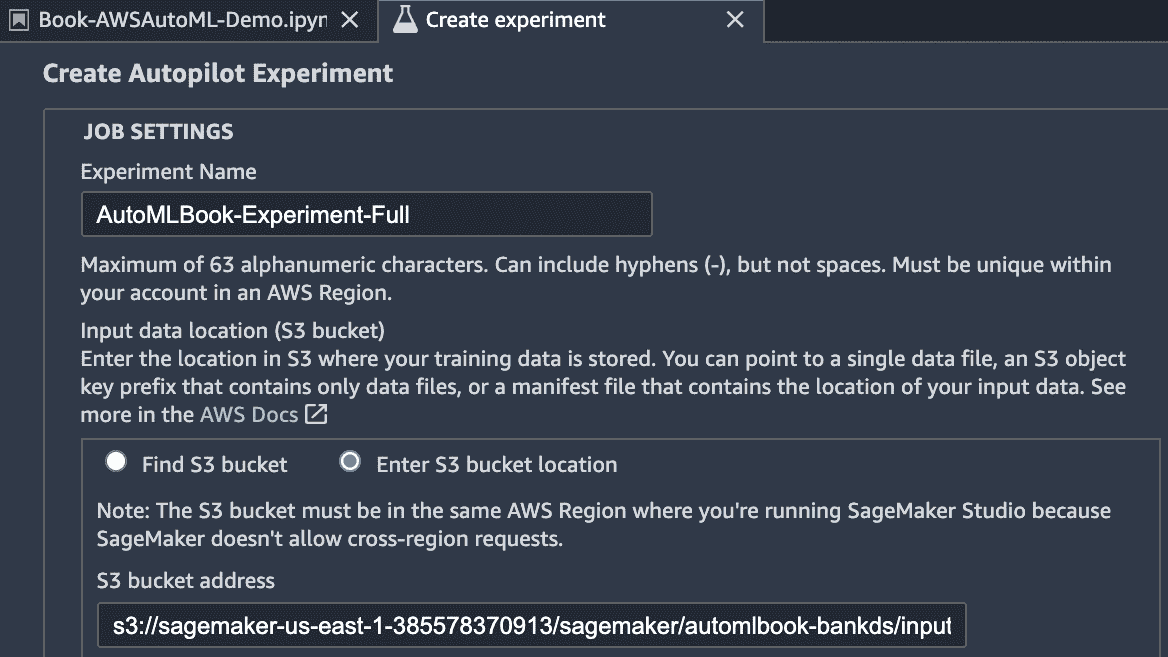 Book-AWSAutoML-Demo.ipyn
Create experiment
Create Autopilot Experiment
JOB SETTINGS
Experiment Name
AutoMLBook-Experiment-Full
Maximum of 63 alphanumeric characters. Can include hyphens (-), but not spaces. Must be unique within
your account in an AWS Region.
Input data location (S3 bucket)
Enter the location in S3 where your training data is stored. You can point to a single data file, an S3 object
key prefix that contains only data files, or a manifest file that contains the location of your input data. See
more in the AWS Docs
Find S3 bucket
Enter S3 bucket location
Note: The S3 bucket must be in the same AWS Region where you're running SageMaker Studio because
SageMaker doesn't allow cross-region requests.
S3 bucket address
s3://sagemaker-us-east-1-385578370913/sagemaker/automlbook-bankds/input